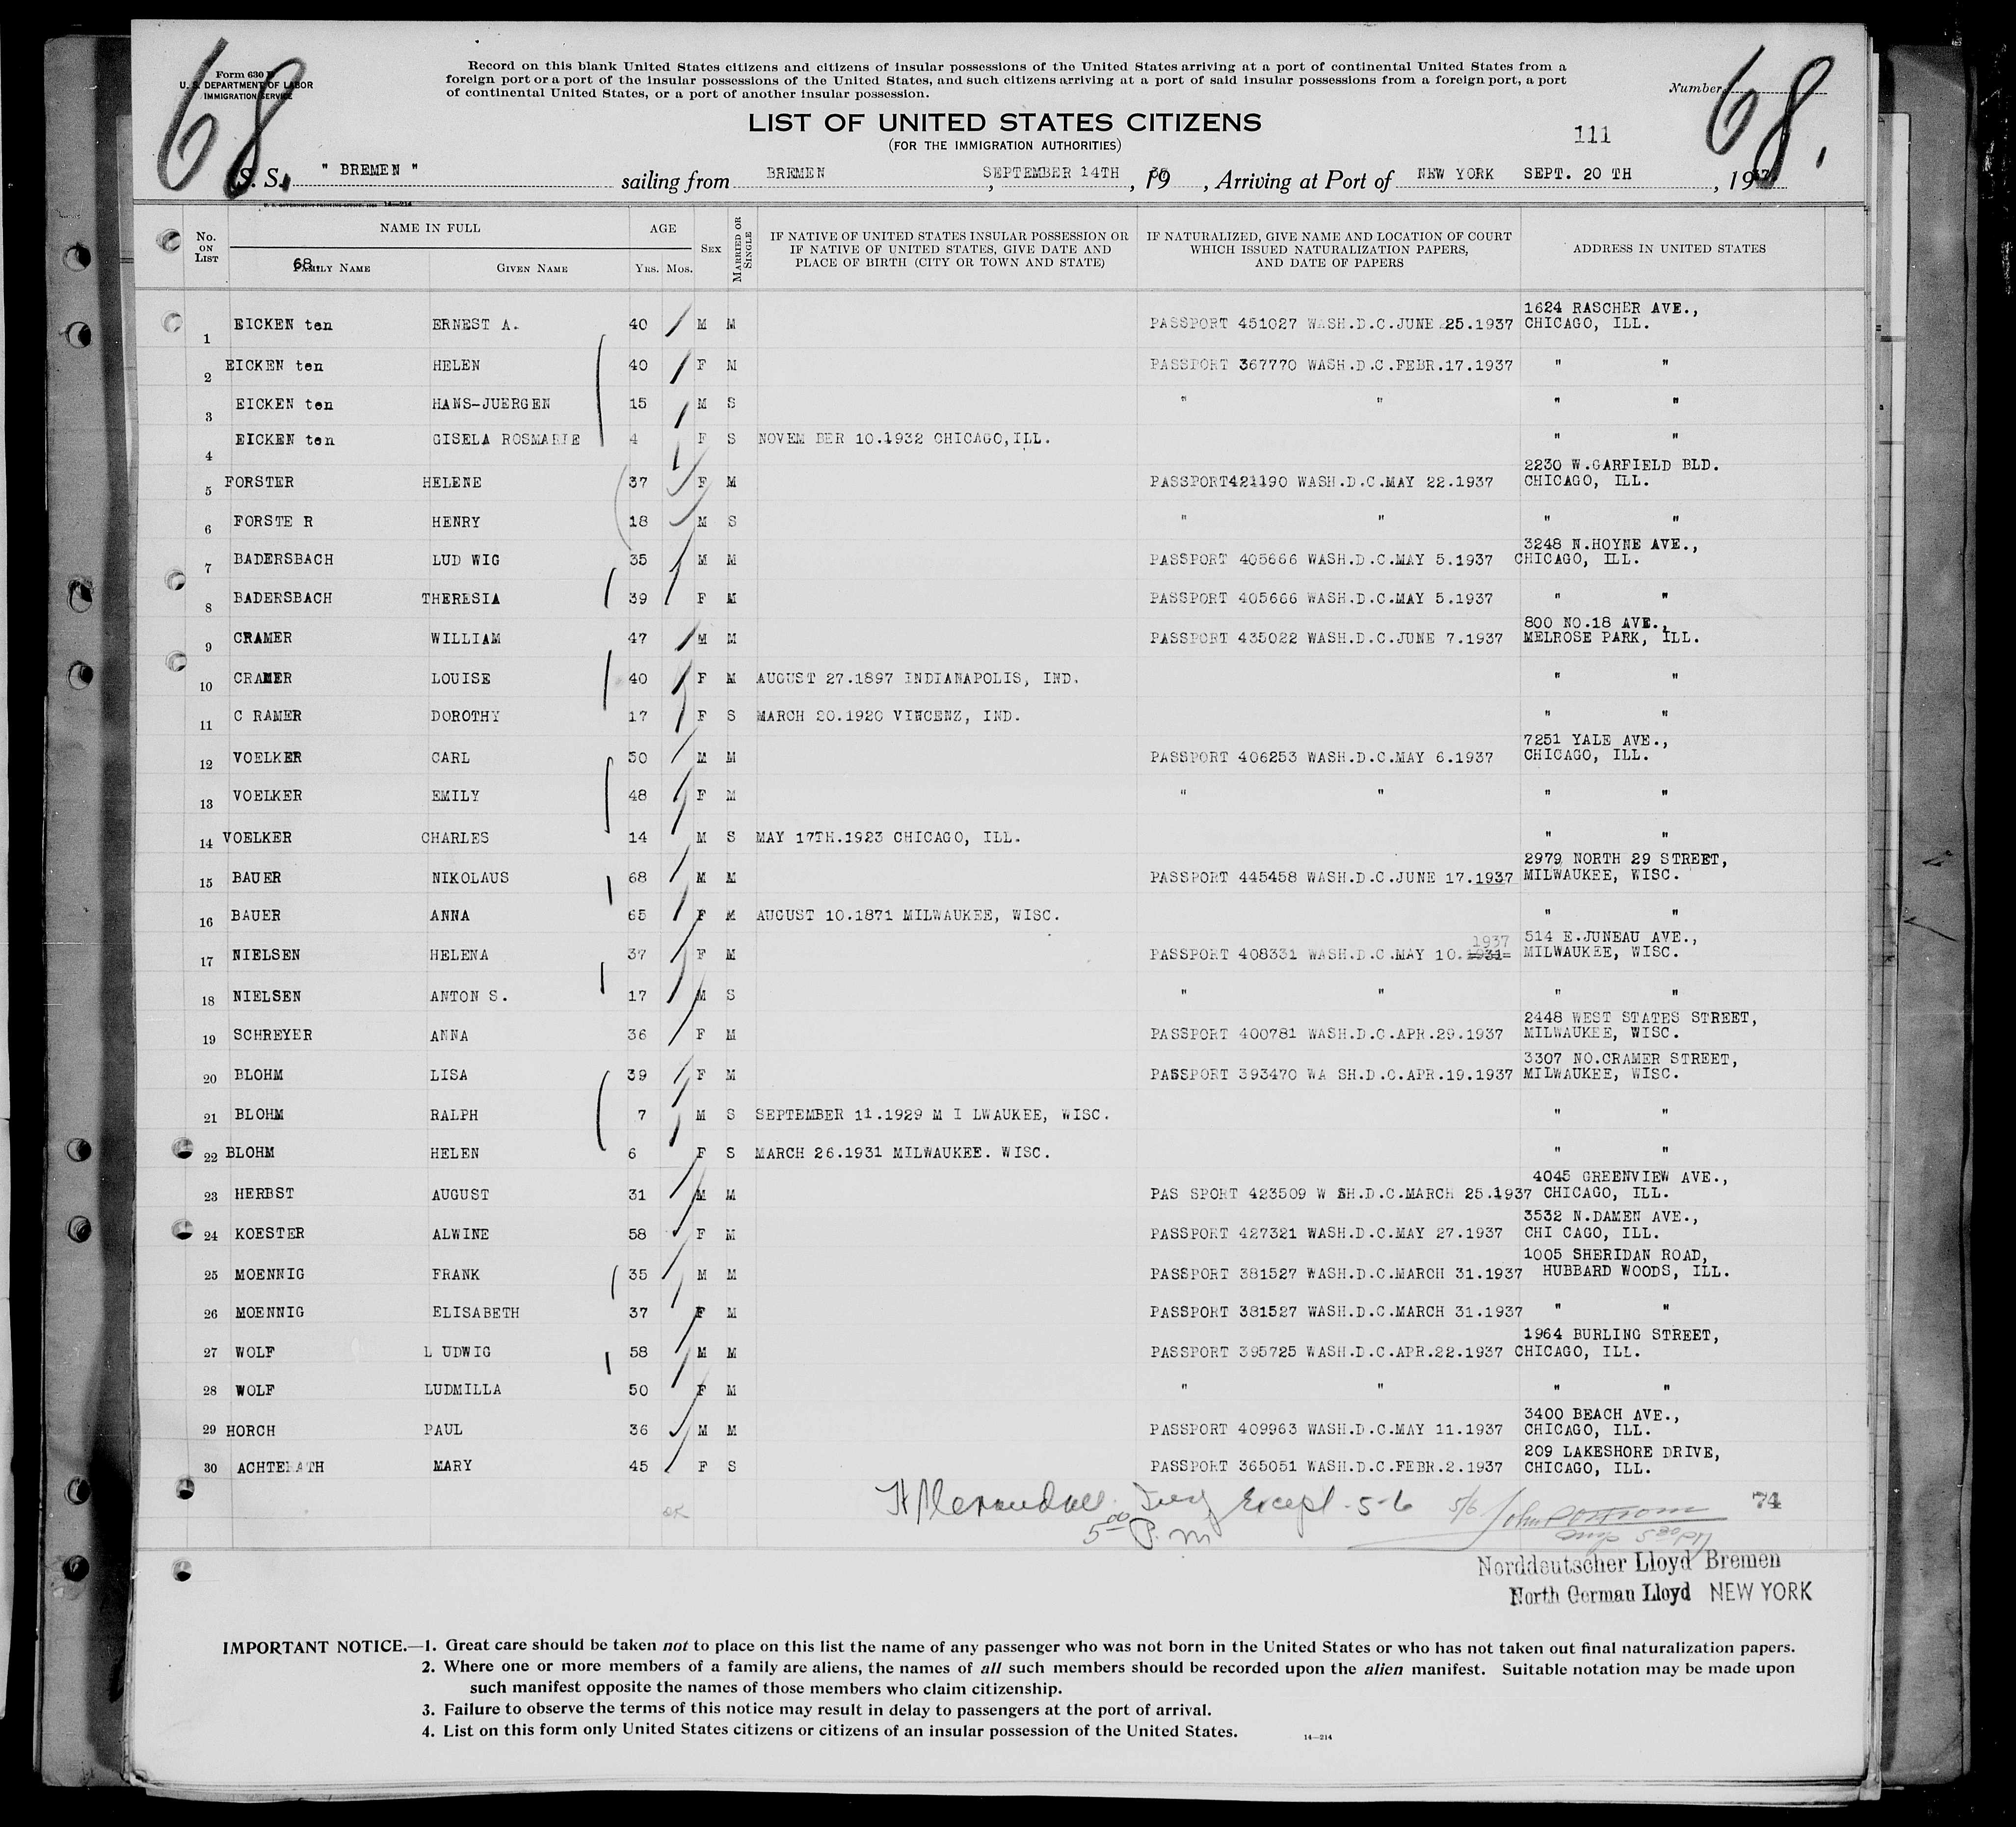 68
68.
Form 630 B
U. S. DEPARTMENT OF LABOR
IMMIGRATION SERVICE
Record on this blank United States citizens and citizens of insular possessions of the United States arriving at a port of continental United States from a
foreign port or a port of the insular possessions of the United States, and such citizens arriving at a port of said insular possessions from a foreign port, a port
of continental United States, or a port of another insular possession.
Number
LIST OF UNITED STATES CITIZENS
(FOR THE IMMIGRATION AUTHORITIES)
111
S. S. " BREMEN " sailing from BREMEN, SEPTEMBER 14TH, 19 , Arriving at Port of NEW YORK SEPT. 20 TH, 1937
No. ON LIST NAME IN FULL AGE SEX MARRIED OR SINGLE IF NATIVE OF UNITED STATES INSULAR POSSESSION OR IF NATIVE OF UNITED STATES, GIVE DATE AND PLACE OF BIRTH (CITY OR TOWN AND STATE) IF NATURALIZED, GIVE NAME AND LOCATION OF COURT WHICH ISSUED NATURALIZATION PAPERS, AND DATE OF PAPERS ADDRESS IN UNITED STATES
68.
FAMILY NAME GIVEN NAME YRS. MOS.
1624 RASCHER AVE.,
1 EICKEN ten ERNEST A. 40 M M PASSPORT 451027 WASH.D.C.JUNE 25.1937 CHICAGO, ILL.
2 EICKEN ten HELEN 40 F M PASSPORT 367770 WASH.D.C.FEBR.17.1937 " "
3 EICKEN ten HANS-JUERGEN 15 M S " " " "
4 EICKEN ten GISELA ROSMARIE 4 F S NOVEM BER 10.1932 CHICAGO,ILL. " "
2230 W.GARFIELD BLD.
5 FORSTER HELENE 37 F M PASSPORT421190 WASH.D.C.MAY 22.1937 CHICAGO, ILL.
6 FORSTE R HENRY 18 M S " " " "
3248 N.HOYNE AVE.,
7 BADERSBACH LUD WIG 35 M M PASSPORT 405666 WASH.D.C.MAY 5.1937 CHICAGO, ILL.
8 BADERSBACH THERESIA 39 F M PASSPORT 405666 WASH.D.C.MAY 5.1937 " "
800 NO.18 AVE.,
9 CRAMER WILLIAM 47 M M PASSPORT 435022 WASH.D.C.JUNE 7.1937 MELROSE PARK, ILL.
10 CRAMER LOUISE 40 F M AUGUST 27.1897 INDIANAPOLIS, IND. " "
11 C RAMER DOROTHY 17 F S MARCH 20.1920 VINCENZ, IND. " "
7251 YALE AVE.,
12 VOELKER CARL 50 M M PASSPORT 406253 WASH.D.C.MAY 6.1937 CHICAGO, ILL.
13 VOELKER EMILY 48 F M " " " "
14 VOELKER CHARLES 14 M S MAY 17TH.1923 CHICAGO, ILL. " "
2979 NORTH 29 STREET,
15 BAUER NIKOLAUS 68 M M PASSPORT 445458 WASH.D.C.JUNE 17.1937 MILWAUKEE, WISC.
16 BAUER ANNA 65 F M AUGUST 10.1871 MILWAUKEE, WISC. " "
1937 514 E.JUNEAU AVE.,
17 NIELSEN HELENA 37 F M PASSPORT 408331 WASH.D.C.MAY 10.1931 MILWAUKEE, WISC.
18 NIELSEN ANTON S. 17 M S " " " "
2448 WEST STATES STREET,
19 SCHREYER ANNA 36 F M PASSPORT 400781 WASH.D.C.APR.29.1937 MILWAUKEE, WISC.
3307 NO.CRAMER STREET,
20 BLOHM LISA 39 F M PASSPORT 393470 WA SH.D.C.APR.19.1937 MILWAUKEE, WISC.
21 BLOHM RALPH 7 M S SEPTEMBER 11.1929 M I LWAUKEE, WISC. " "
22 BLOHM HELEN 6 F S MARCH 26.1931 MILWAUKEE. WISC. " "
4045 GREENVIEW AVE.,
23 HERBST AUGUST 31 M M PAS SPORT 423509 W SH.D.C.MARCH 25.1937 CHICAGO, ILL.
3532 N.DAMEN AVE.,
24 KOESTER ALWINE 58 F M PASSPORT 427321 WASH.D.C.MAY 27.1937 CHI CAGO, ILL.
1005 SHERIDAN ROAD,
25 MOENNIG FRANK 35 M M PASSPORT 381527 WASH.D.C.MARCH 31.1937 HUBBARD WOODS, ILL.
26 MOENNIG ELISABETH 37 F M PASSPORT 381527 WASH.D.C.MARCH 31.1937 " "
1964 BURLING STREET,
27 WOLF L UDWIG 58 M M PASSPORT 395725 WASH.D.C.APR.22.1937 CHICAGO, ILL.
28 WOLF LUDMILLA 50 F M " " " "
3400 BEACH AVE.,
29 HORCH PAUL 36 M M PASSPORT 409963 WASH.D.C.MAY 11.1937 CHICAGO, ILL.
209 LAKESHORE DRIVE,
30 ACHTERATH MARY 45 F S PASSPORT 365051 WASH.D.C.FEBR.2.1937 CHICAGO, ILL.
Except 5-6 5/6 74
5 00 P. m
Norddeutscher Lloyd Bremen
North German Lloyd NEW YORK
IMPORTANT NOTICE.—1. Great care should be taken not to place on this list the name of any passenger who was not born in the United States or who has not taken out final naturalization papers.
2. Where one or more members of a family are aliens, the names of all such members should be recorded upon the alien manifest. Suitable notation may be made upon
such manifest opposite the names of those members who claim citizenship.
3. Failure to observe the terms of this notice may result in delay to passengers at the port of arrival.
4. List on this form only United States citizens or citizens of an insular possession of the United States.
14—214